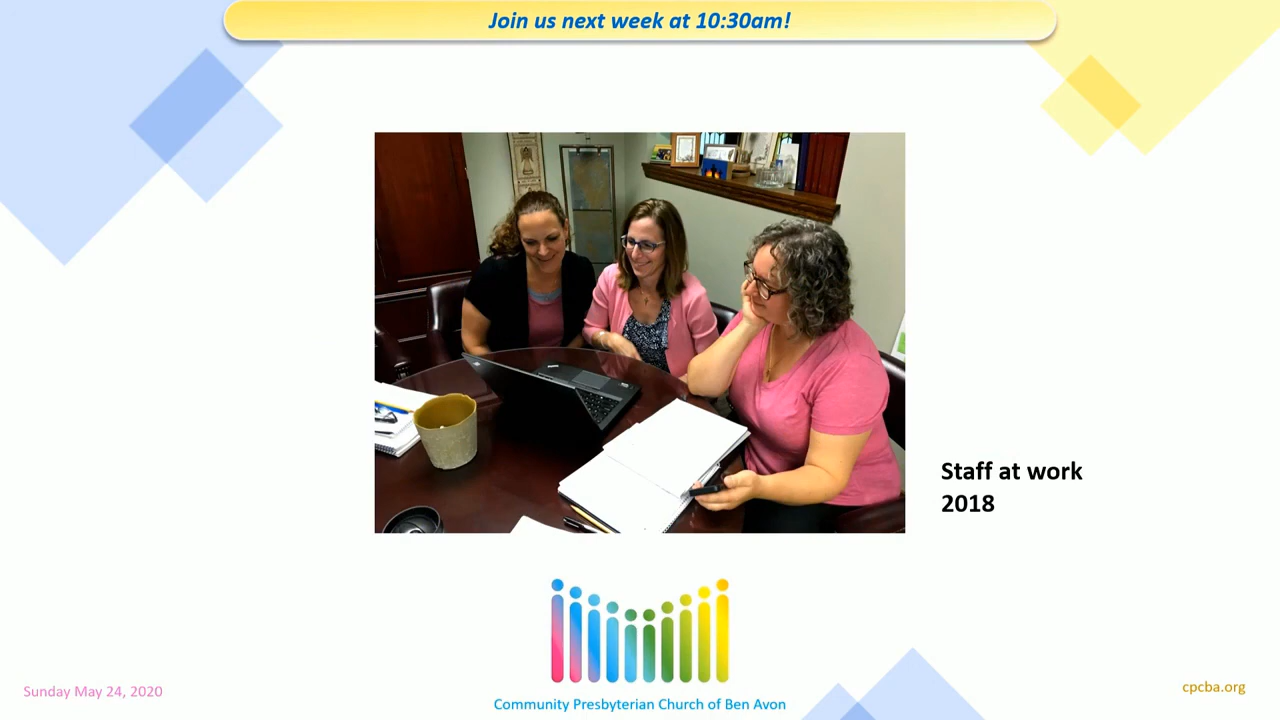 Join us next week at 10:30am!
Staff at work
2018
Sunday May 24, 2020
Community Presbyterian Church of Ben Avon
cpcba.org